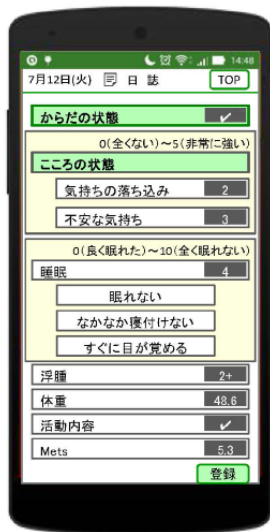 14:48
7月12日(火) 日 誌 TOP
からだの状態 ✓
0(全くない)~5(非常に強い)
こころの状態
気持ちの落ち込み 2
不安な気持ち 3
0(良く眠れた)~10(全く眠れない)
睡眠 4
眠れない
なかなか寝付けない
すぐに目が覚める
浮腫 2+
体重 48.6
活動内容 ✓
Mets 5.3
登録